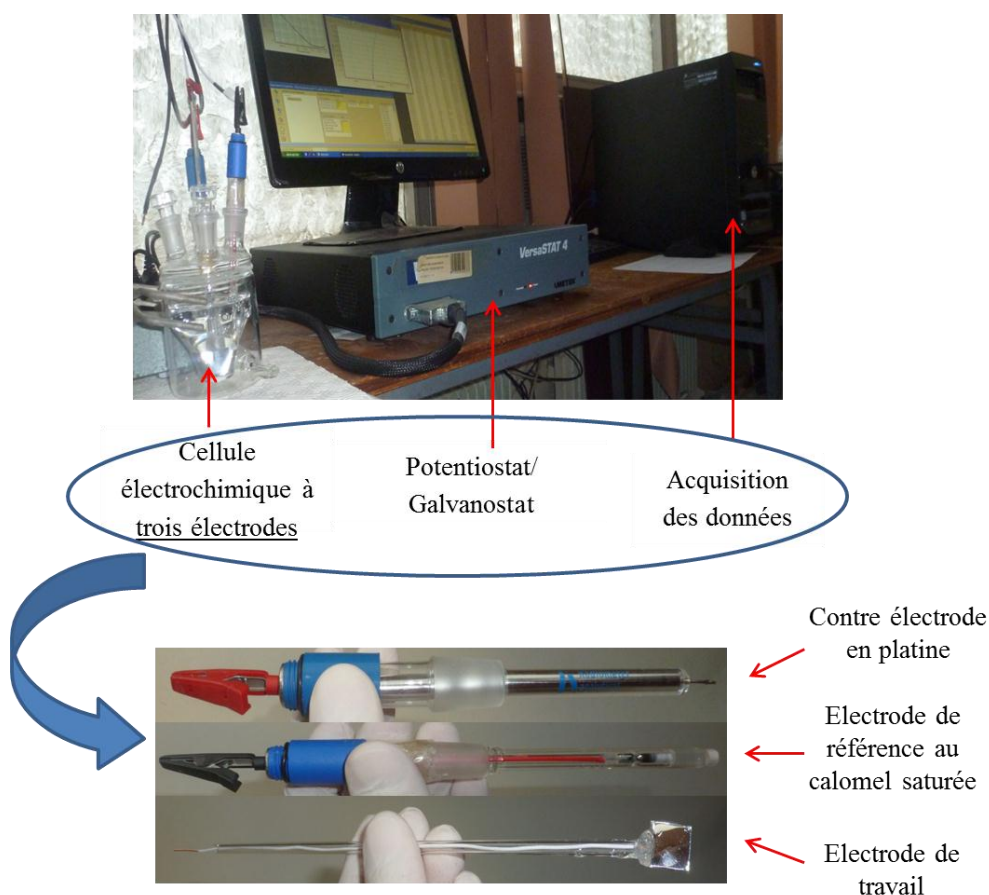 VersaSTAT 4
Cellule
électrochimique à
trois électrodes
Potentiostat/
Galvanostat
Acquisition
des données
Contre électrode
en platine
Electrode de
référence au
calomel saturée
Electrode de
travail